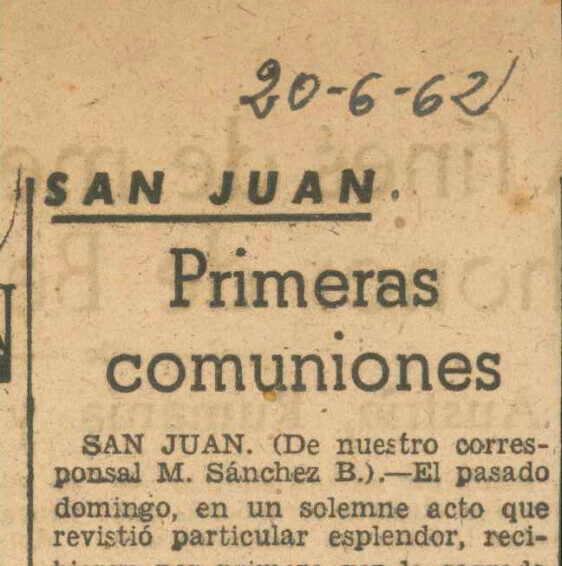 20-6-62
SAN JUAN.
Primeras
comuniones
SAN JUAN. (De nuestro corres-
ponsal M. Sánchez B.).—El pasado
domingo, en un solemne acto que
revistió particular esplendor, reci-